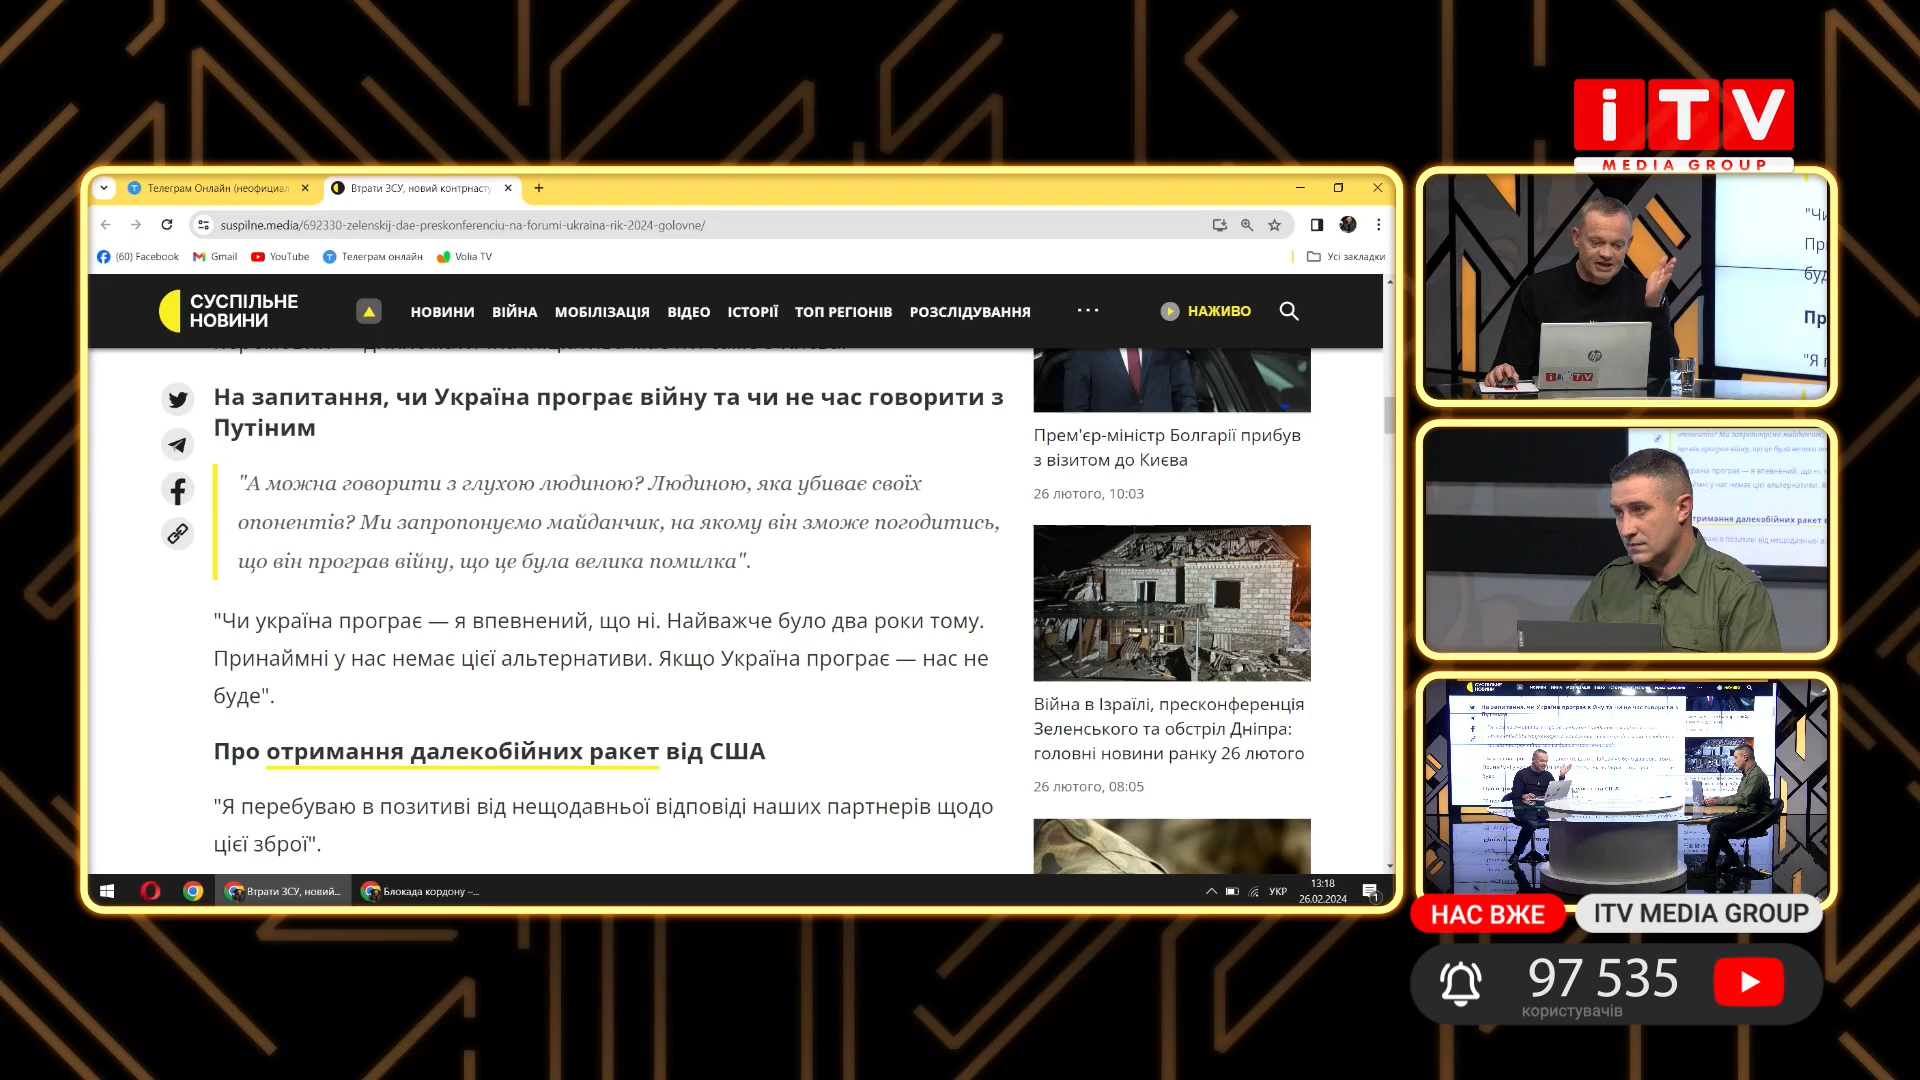 iTV
MEDIA GROUP
Телеграм Онлайн (неофициал
Втрати ЗСУ, новий контрнасту
suspilne.media/692330-zelenskij-dae-preskonferenciu-na-forumi-ukraina-rik-2024-golovne/
(60) Facebook
Gmail
YouTube
Телеграм онлайн
Volia TV
Усі закладки
СУСПІЛЬНЕ
НОВИНИ
НОВИНИ ВІЙНА МОБІЛІЗАЦІЯ ВІДЕО ІСТОРІЇ ТОП РЕГІОНІВ РОЗСЛІДУВАННЯ ... НАЖИВО
На запитання, чи Україна програє війну та чи не час говорити з
Путіним
"А можна говорити з глухою людиною? Людиною, яка убиває своїх
опонентів? Ми запропонуємо майданчик, на якому він зможе погодитись,
що він програв війну, що це була велика помилка".
"Чи україна програє — я впевнений, що ні. Найважче було два роки тому.
Принаймні у нас немає цієї альтернативи. Якщо Україна програє — нас не
буде".
Про отримання далекобійних ракет від США
"Я перебуваю в позитиві від нещодавньої відповіді наших партнерів щодо
цієї зброї".
Прем'єр-міністр Болгарії прибув
з візитом до Києва
26 лютого, 10:03
Війна в Ізраїлі, пресконференція
Зеленського та обстріл Дніпра:
головні новини ранку 26 лютого
26 лютого, 08:05
Втрати ЗСУ, новий...
Блокада кордону –...
УКР
13:18
26.02.2024
1
hp
iTV
НАС ВЖЕ
ITV MEDIA GROUP
97 535
користувачів